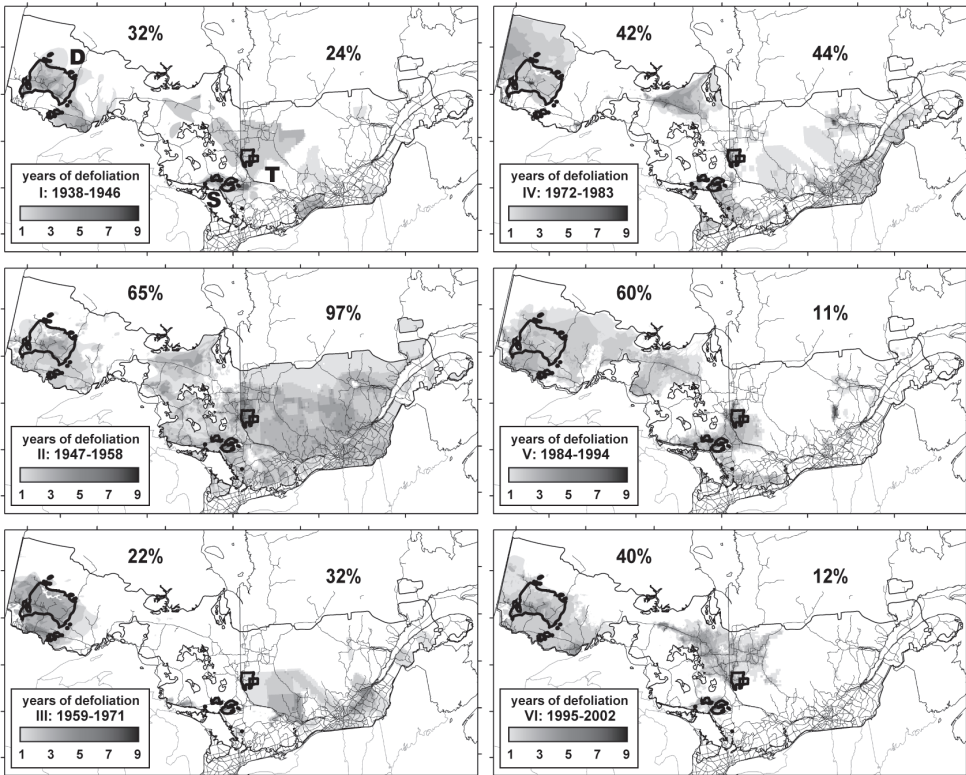 32%
24%
D
T
S
years of defoliation
I: 1938-1946
1 3 5 7 9
42%
44%
years of defoliation
IV: 1972-1983
1 3 5 7 9
65%
97%
years of defoliation
II: 1947-1958
1 3 5 7 9
60%
11%
years of defoliation
V: 1984-1994
1 3 5 7 9
22%
32%
years of defoliation
III: 1959-1971
1 3 5 7 9
40%
12%
years of defoliation
VI: 1995-2002
1 3 5 7 9